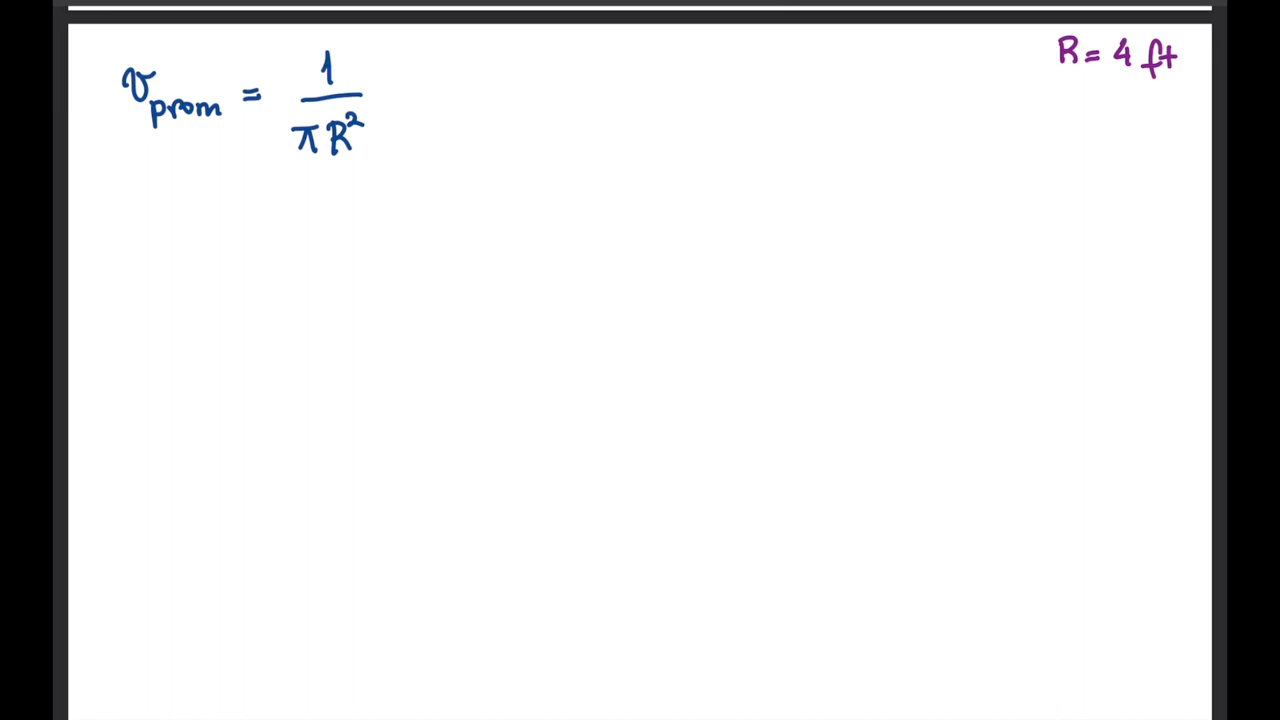 v_prom = 1 / πR²
R = 4 ft